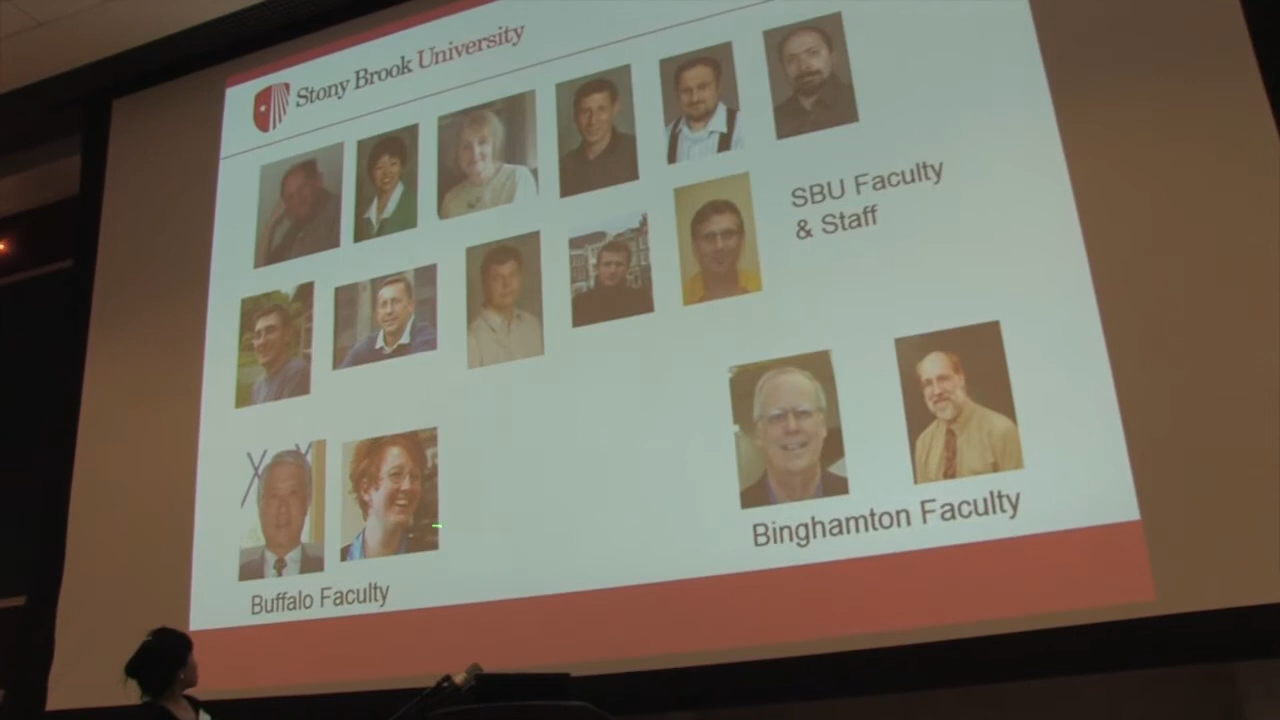 Stony Brook University
SBU Faculty
& Staff
Binghamton Faculty
Buffalo Faculty